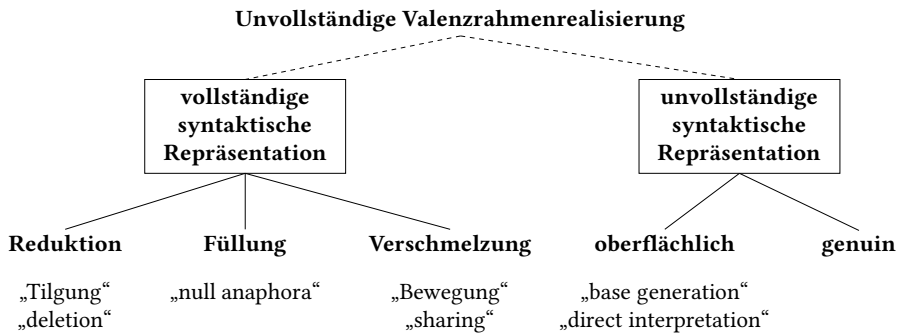 Unvollständige Valenzrahmenrealisierung
vollständige
syntaktische
Repräsentation
unvollständige
syntaktische
Repräsentation
Reduktion
Füllung
Verschmelzung
oberflächlich
genuin
„Tilgung“
„deletion“
„null anaphora“
„Bewegung“
„sharing“
„base generation“
„direct interpretation“